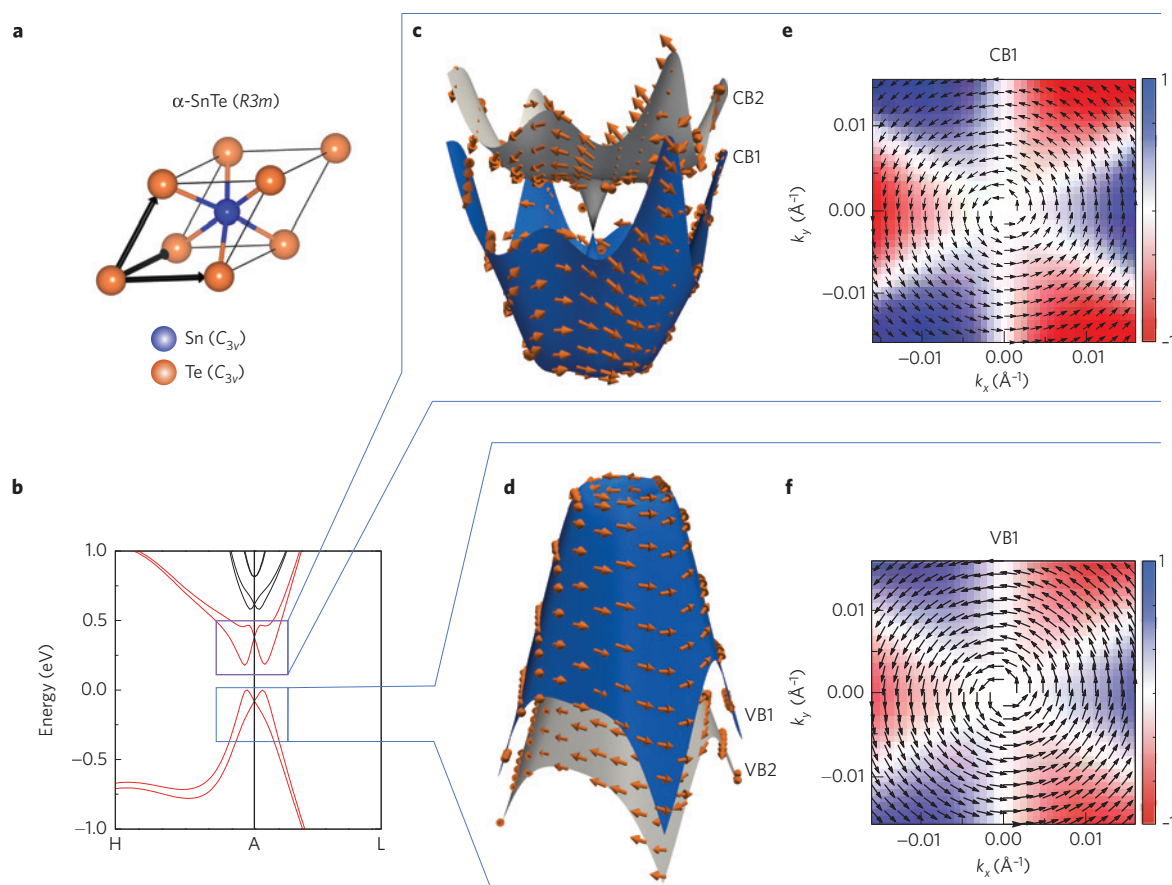 a
α-SnTe (R3m)
Sn (C3v)
Te (C3v)
b
Energy (eV)
1.0
0.5
0.0
−0.5
−1.0
H
A
L
c
CB2
CB1
d
VB1
VB2
e
CB1
1
−1
ky (Å−1)
0.01
0.00
−0.01
−0.01
0.00
0.01
kx (Å−1)
f
VB1
1
−1
ky (Å−1)
0.01
0.00
−0.01
−0.01
0.00
0.01
kx (Å−1)